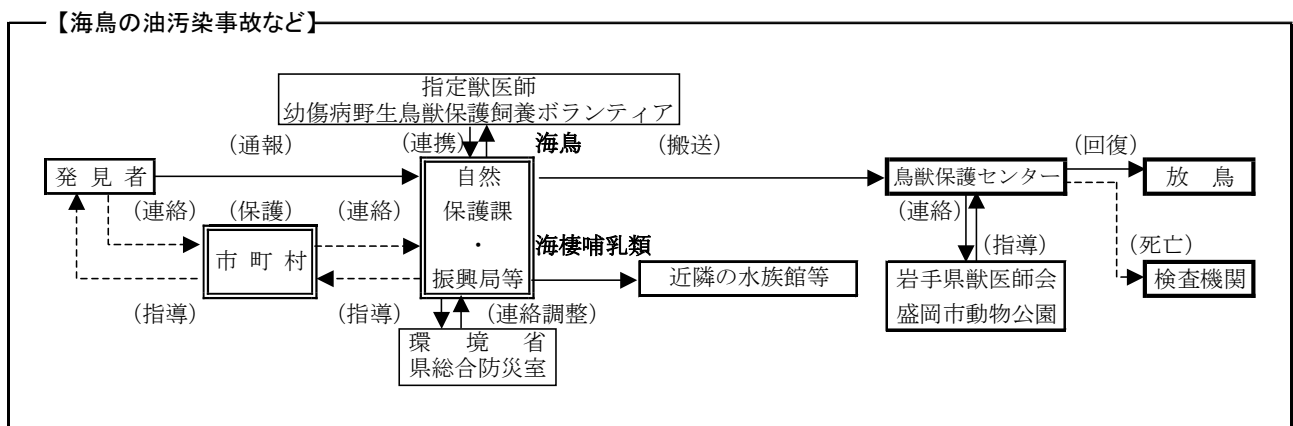 【海鳥の油汚染事故など】
指定獣医師
幼傷病野生鳥獣保護飼養ボランティア
(通報)
(連携)
海鳥
(搬送)
(回復)
発見者
自然
保護課
・
振興局等
鳥獣保護センター
放鳥
(連絡)
(保護)
(連絡)
(連絡)
市町村
海棲哺乳類
(指導)
(死亡)
近隣の水族館等
岩手県獣医師会
盛岡市動物公園
検査機関
(指導)
(指導)
(連絡調整)
環境省
県総合防災室